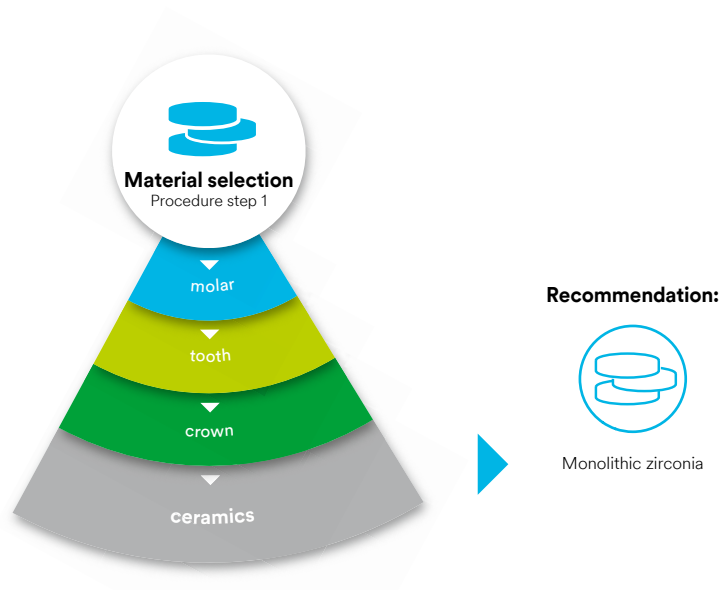 Material selection
Procedure step 1
molar
tooth
crown
ceramics
Recommendation:
Monolithic zirconia